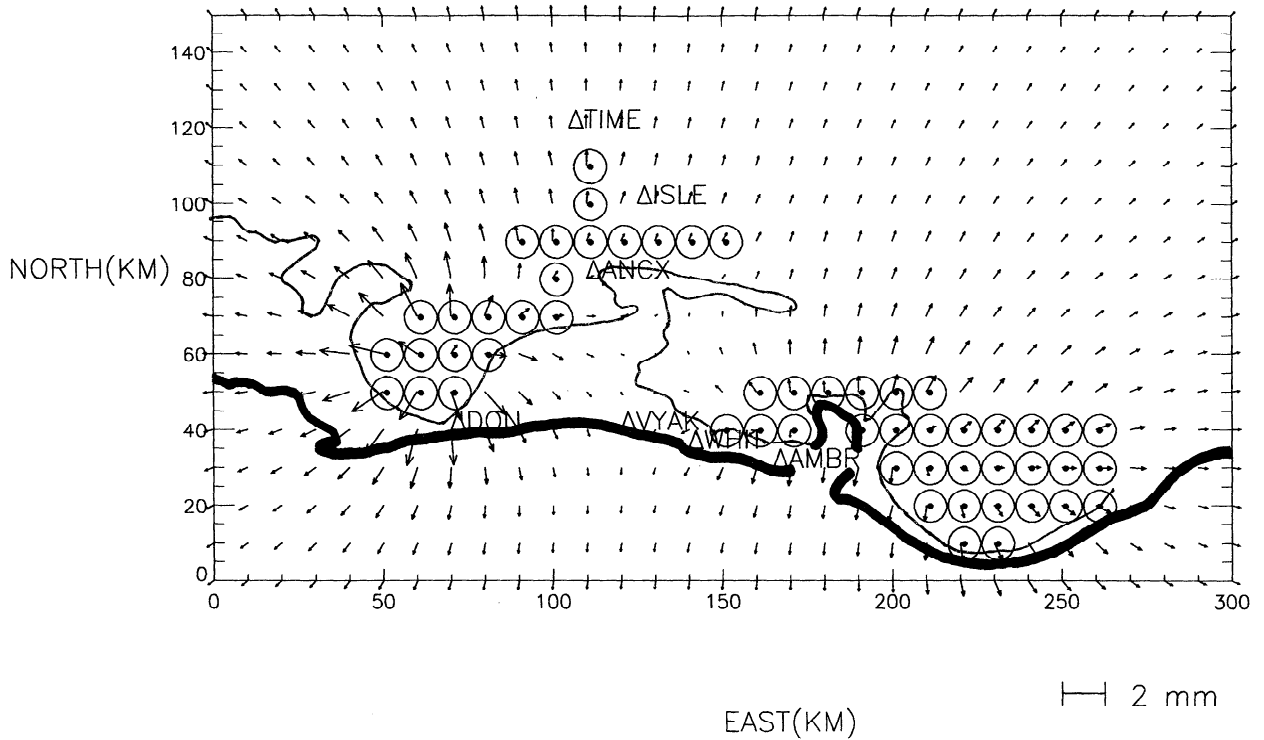 140
120
ΔTIME
100
ΔISLE
NORTH(KM)
80
ΔANCX
60
40
ΔDON
ΔVYAK
ΔWHIT
ΔAMBR
20
0
0 50 100 150 200 250 300
2 mm
EAST(KM)